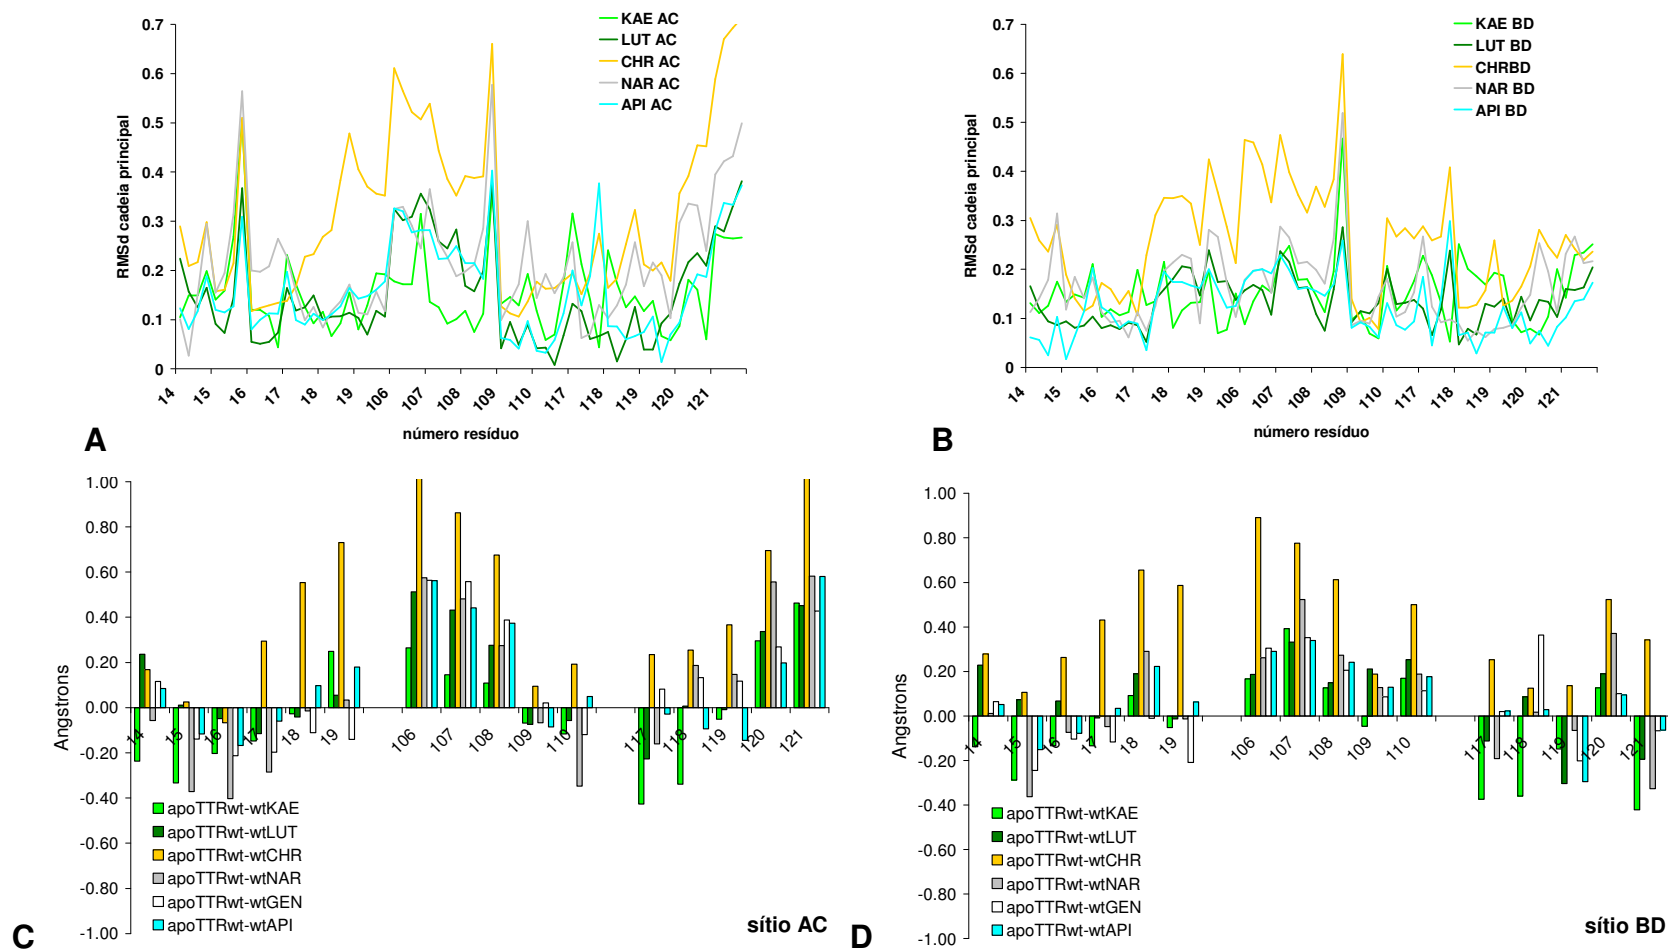 0.7
0.6
0.5
0.4
0.3
0.2
0.1
0
RMSd cadeia principal
KAE AC
LUT AC
CHR AC
NAR AC
API AC
14 15 16 17 18 19 106 107 108 109 110 117 118 119 120 121
número resíduo
A
0.7
0.6
0.5
0.4
0.3
0.2
0.1
0
RMSd cadeia principal
KAE BD
LUT BD
CHRBD
NAR BD
API BD
14 15 16 17 18 19 106 107 108 109 110 117 118 119 120 121
número resíduo
B
1.00
0.80
0.60
0.40
0.20
0.00
-0.20
-0.40
-0.60
-0.80
-1.00
Angstrons
14 15 16 17 18 19 106 107 108 109 110 117 118 119 120 121
apoTTRwt-wtKAE
apoTTRwt-wtLUT
apoTTRwt-wtCHR
apoTTRwt-wtNAR
apoTTRwt-wtGEN
apoTTRwt-wtAPI
sítio AC
C
1.00
0.80
0.60
0.40
0.20
0.00
-0.20
-0.40
-0.60
-0.80
-1.00
Angstrons
14 15 16 17 18 19 106 107 108 109 110 117 118 119 120 121
apoTTRwt-wtKAE
apoTTRwt-wtLUT
apoTTRwt-wtCHR
apoTTRwt-wtNAR
apoTTRwt-wtGEN
apoTTRwt-wtAPI
sítio BD
D